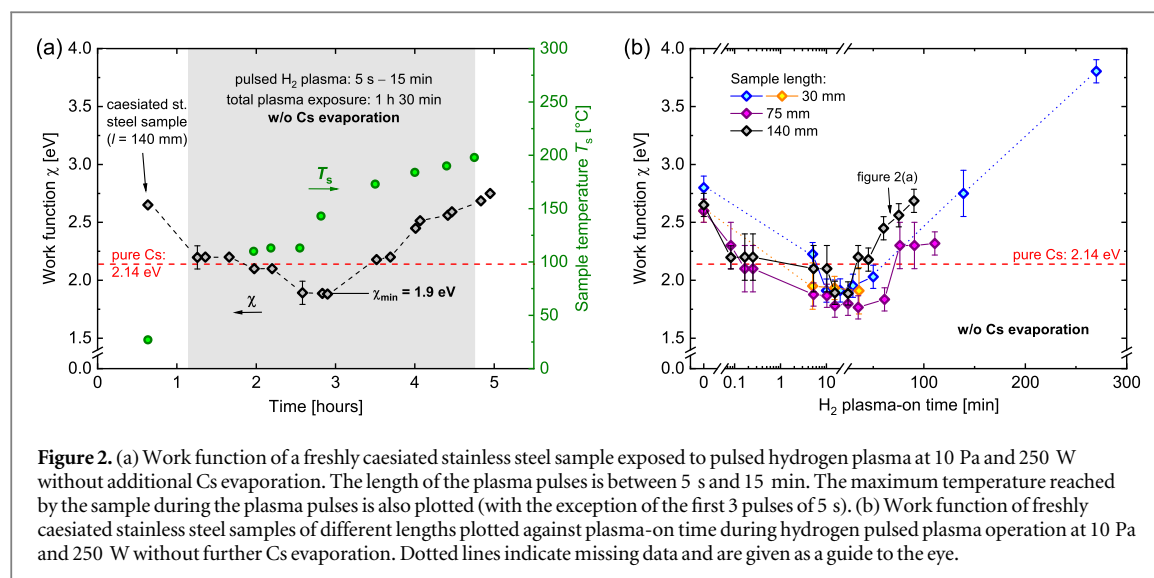 (a)
4.0
3.5
3.0
2.5
2.0
1.5
0.0
Work function χ [eV]
0
1
2
3
4
5
Time [hours]
300
250
200
150
100
50
0
Sample temperature Tₛ [°C]
caesiated st.
steel sample
(l = 140 mm)
pulsed H₂ plasma: 5 s – 15 min
total plasma exposure: 1 h 30 min
w/o Cs evaporation
Tₛ
pure Cs:
2.14 eV
χ
χmin = 1.9 eV
(b)
4.0
3.5
3.0
2.5
2.0
1.5
0.0
Work function χ [eV]
0
0.1
10
100
200
300
H₂ plasma-on time [min]
Sample length:
30 mm
75 mm
140 mm
figure 2(a)
pure Cs: 2.14 eV
w/o Cs evaporation
Figure 2. (a) Work function of a freshly caesiated stainless steel sample exposed to pulsed hydrogen plasma at 10 Pa and 250 W
without additional Cs evaporation. The length of the plasma pulses is between 5 s and 15 min. The maximum temperature reached
by the sample during the plasma pulses is also plotted (with the exception of the first 3 pulses of 5 s). (b) Work function of freshly
caesiated stainless steel samples of different lengths plotted against plasma-on time during hydrogen pulsed plasma operation at 10 Pa
and 250 W without further Cs evaporation. Dotted lines indicate missing data and are given as a guide to the eye.